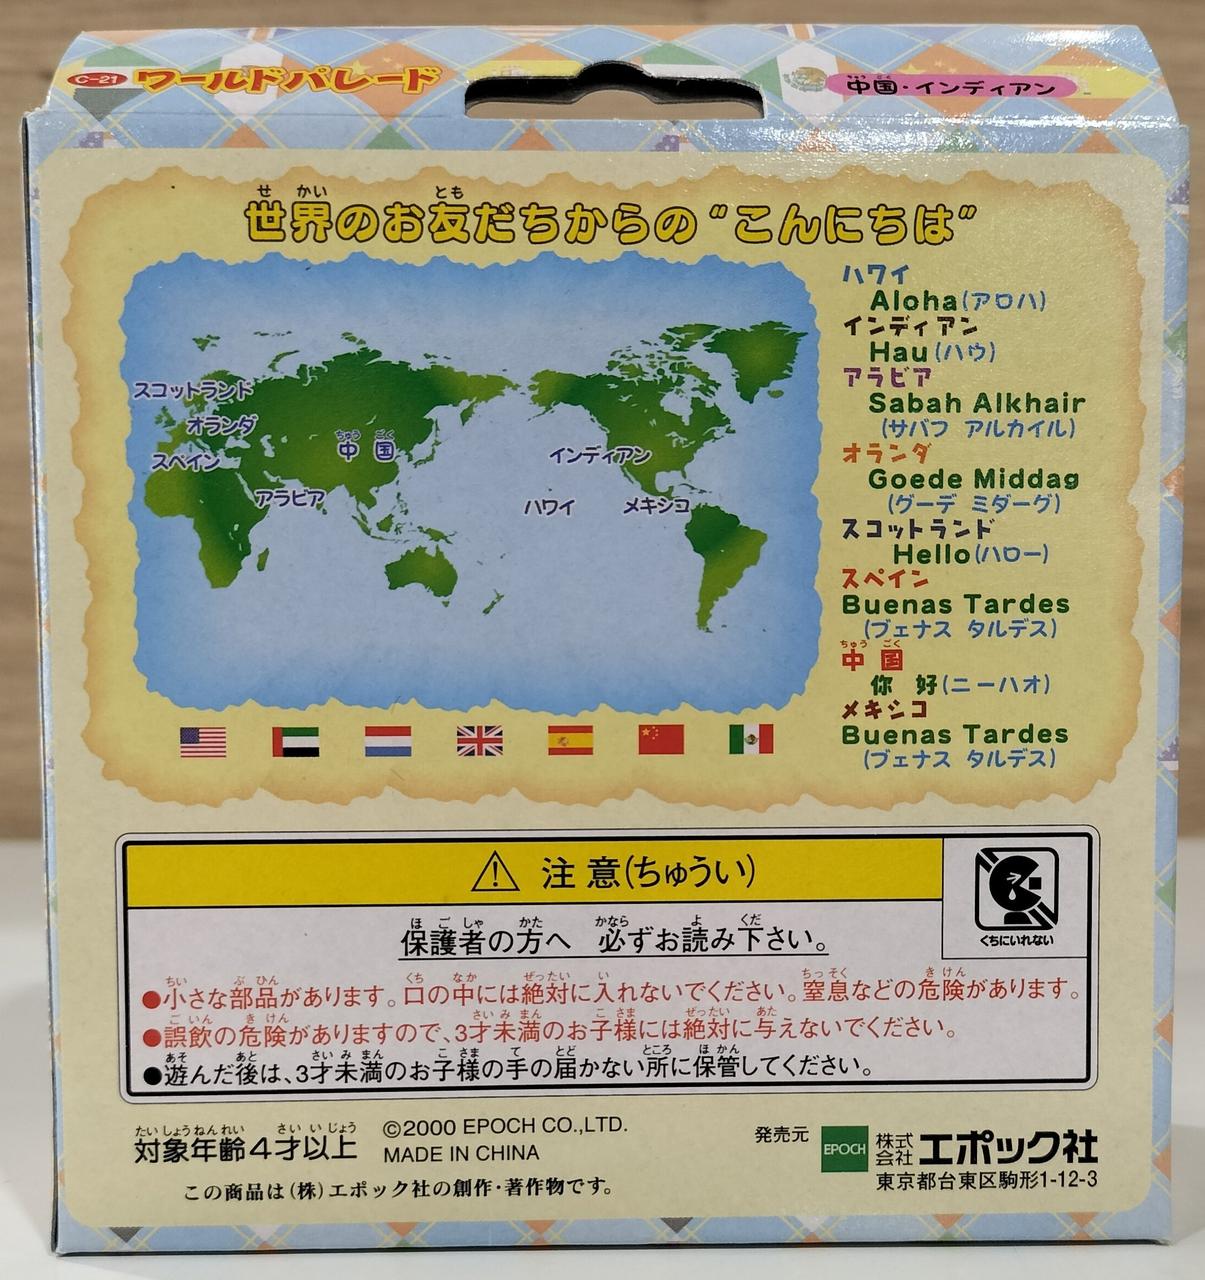 C-21 ワールドパレード
中国・インディアン
世界のお友だちからの“こんにちは”
スコットランド
オランダ
スペイン
中国
アラビア
インディアン
ハワイ
メキシコ
ハワイ
Aloha(アロハ)
インディアン
Hau(ハウ)
アラビア
Sabah Alkhair
(サバフ アルカイル)
オランダ
Goede Middag
(グーデ ミダーグ)
スコットランド
Hello(ハロー)
スペイン
Buenas Tardes
(ブェナス タルデス)
中国
你 好(ニーハオ)
メキシコ
Buenas Tardes
(ブェナス タルデス)
注意(ちゅうい)
くちにいれない
保護者の方へ 必ずお読み下さい。
●小さな部品があります。口の中には絶対に入れないでください。窒息などの危険があります。
●誤飲の危険がありますので、3才未満のお子様には絶対に与えないでください。
●遊んだ後は、3才未満のお子様の手の届かない所に保管してください。
対象年齢4才以上
©2000 EPOCH CO.,LTD.
MADE IN CHINA
この商品は(株)エポック社の創作・著作物です。
発売元
EPOCH
株式会社エポック社
東京都台東区駒形1-12-3